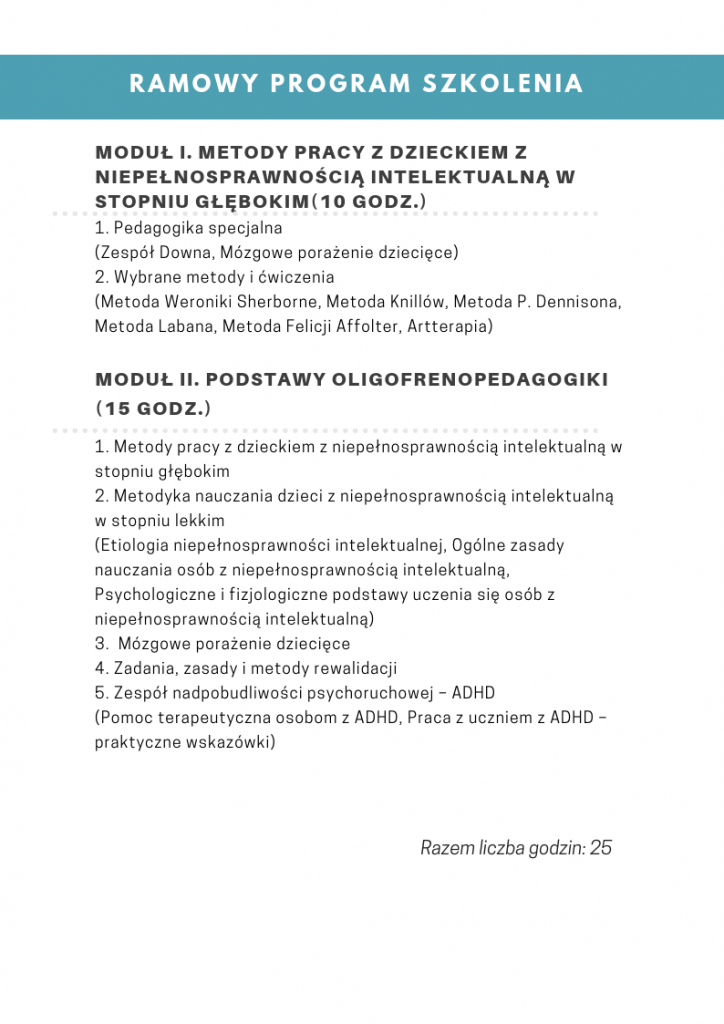 RAMOWY PROGRAM SZKOLENIA
MODUŁ I. METODY PRACY Z DZIECKIEM Z
NIEPEŁNOSPRAWNOŚCIĄ INTELEKTUALNĄ W
STOPNIU GŁĘBOKIM(10 GODZ.)
1. Pedagogika specjalna
(Zespół Downa, Mózgowe porażenie dziecięce)
2. Wybrane metody i ćwiczenia
(Metoda Weroniki Sherborne, Metoda Knillów, Metoda P. Dennisona,
Metoda Labana, Metoda Felicji Affolter, Artterapia)
MODUŁ II. PODSTAWY OLIGOFRENOPEDAGOGIKI
(15 GODZ.)
1. Metody pracy z dzieckiem z niepełnosprawnością intelektualną w
stopniu głębokim
2. Metodyka nauczania dzieci z niepełnosprawnością intelektualną
w stopniu lekkim
(Etiologia niepełnosprawności intelektualnej, Ogólne zasady
nauczania osób z niepełnosprawnością intelektualną,
Psychologiczne i fizjologiczne podstawy uczenia się osób z
niepełnosprawnością intelektualną)
3.  Mózgowe porażenie dziecięce
4. Zadania, zasady i metody rewalidacji
5. Zespół nadpobudliwości psychoruchowej – ADHD
(Pomoc terapeutyczna osobom z ADHD, Praca z uczniem z ADHD –
praktyczne wskazówki)
Razem liczba godzin: 25